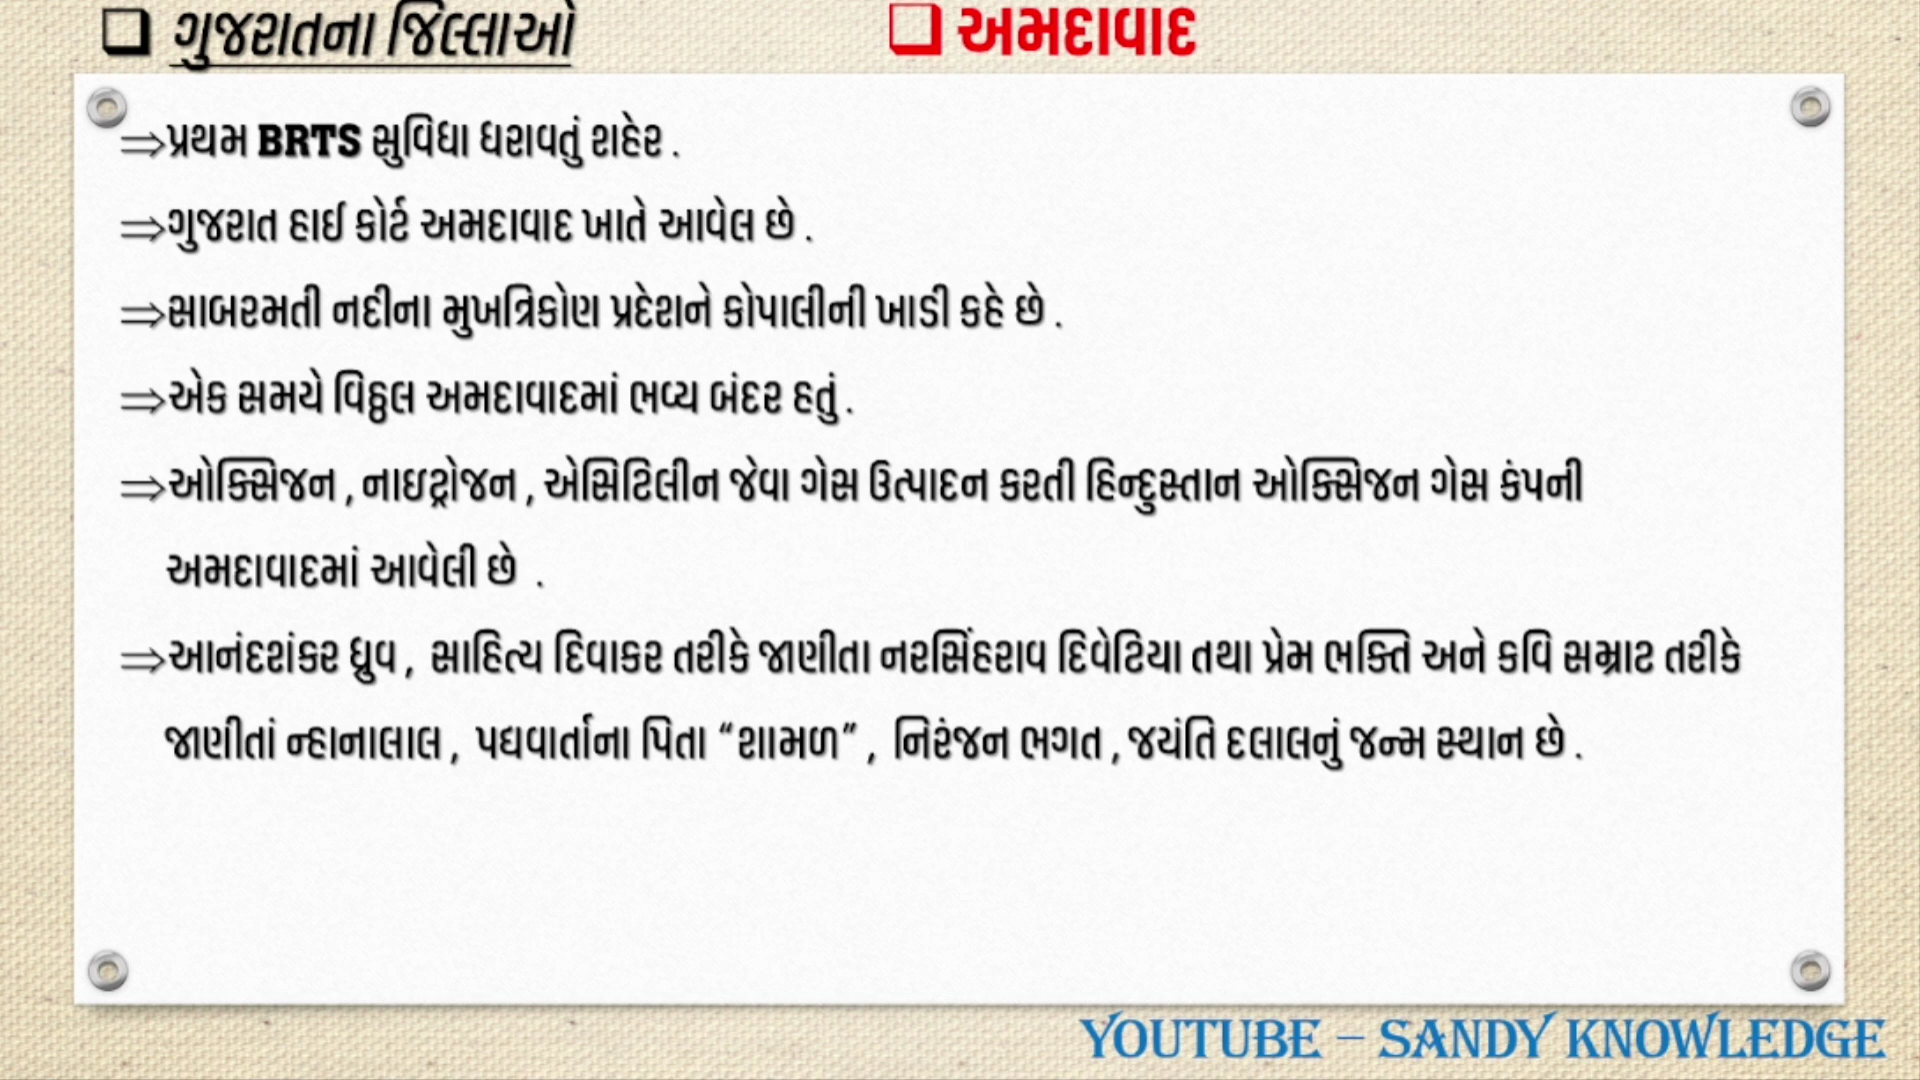 ❑ ગુજરાતના જિલ્લાઓ ❑ અમદાવાદ
⇒પ્રથમ BRTS સુવિધા ધરાવતું શહેર .
⇒ગુજરાત હાઈ કોર્ટ અમદાવાદ ખાતે આવેલ છે .
⇒સાબરમતી નદીના મુખત્રિકોણ પ્રદેશને કોપાલીની ખાડી કહે છે .
⇒એક સમયે વિઠ્ઠલ અમદાવાદમાં ભવ્ય બંદર હતું .
⇒ઓક્સિજન , નાઇટ્રોજન , એસિટિલીન જેવા ગેસ ઉત્પાદન કરતી હિન્દુસ્તાન ઓક્સિજન ગેસ કંપની
અમદાવાદમાં આવેલી છે .
⇒આનંદશંકર ધ્રુવ , સાહિત્ય દિવાકર તરીકે જાણીતા નરસિંહરાવ દિવેટિયા તથા પ્રેમ ભક્તિ અને કવિ સમ્રાટ તરીકે
જાણીતાં ન્હાનાલાલ , પદ્યવાર્તાના પિતા “શામળ” , નિરંજન ભગત , જયંતિ દલાલનું જન્મ સ્થાન છે .
YOUTUBE – SANDY KNOWLEDGE